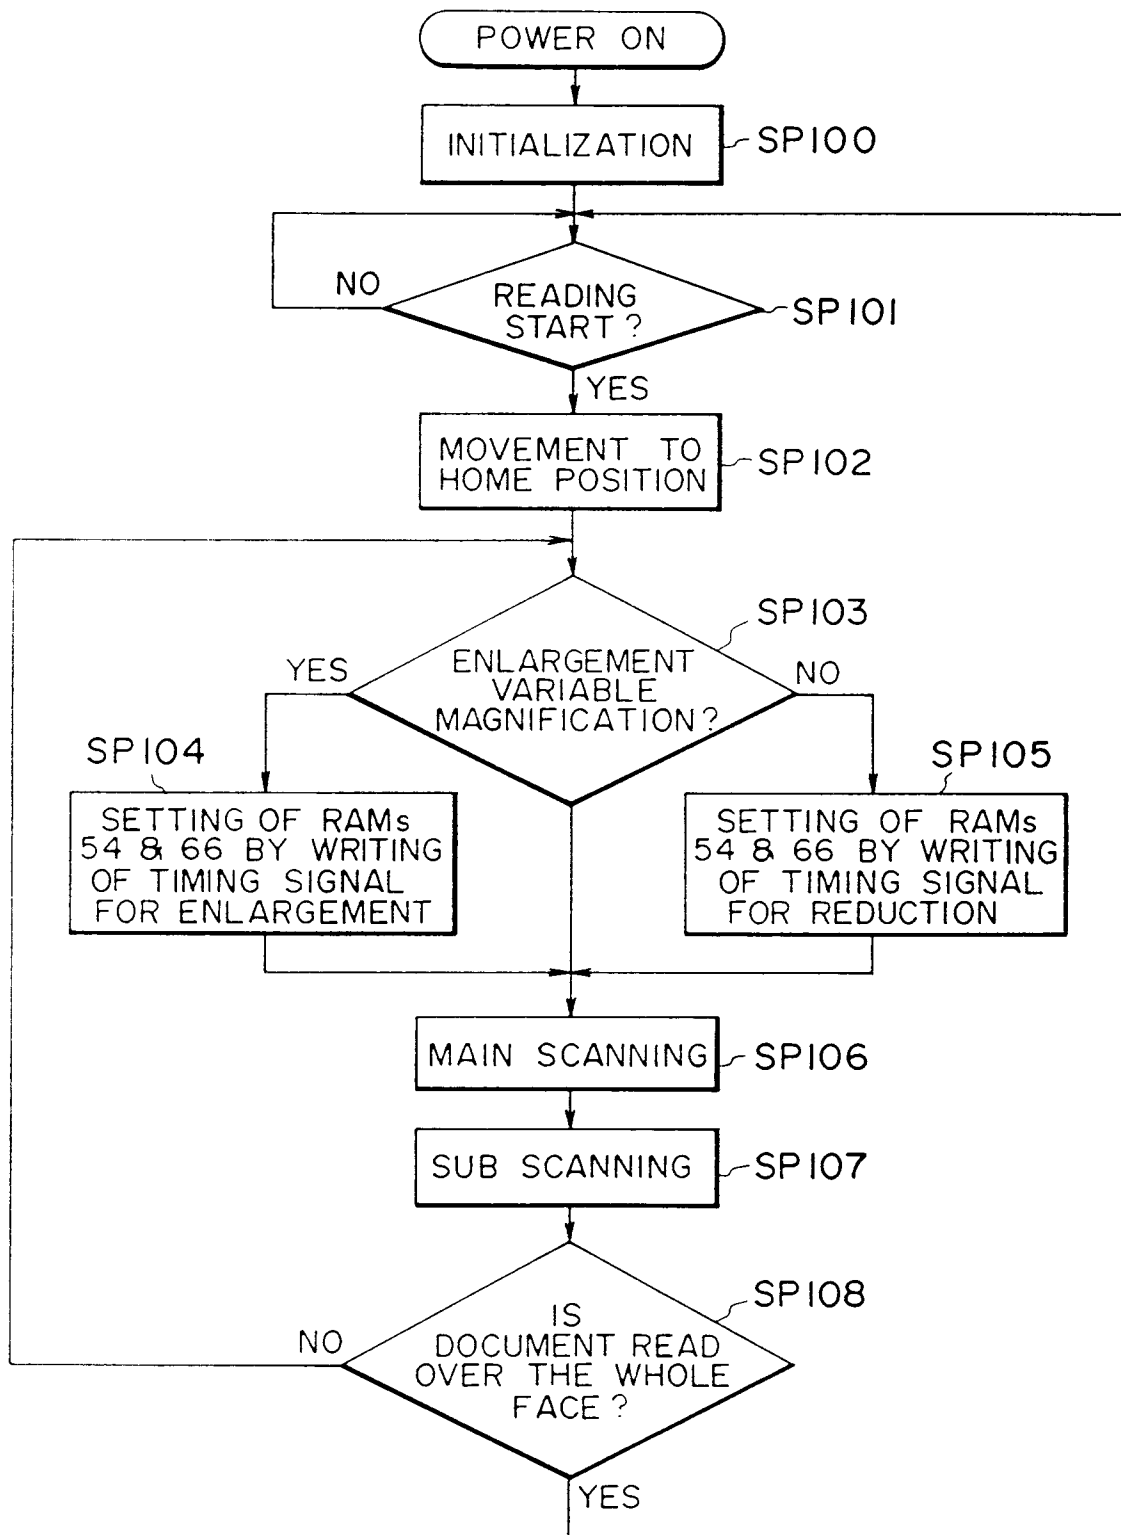 POWER ON
INITIALIZATION
SP100
NO
READING
START?
SP101
YES
MOVEMENT TO
HOME POSITION
SP102
SP103
YES
ENLARGEMENT
VARIABLE
MAGNIFICATION?
NO
SP104
SETTING OF RAMs
54 & 66 BY WRITING
OF TIMING SIGNAL
FOR ENLARGEMENT
SP105
SETTING OF RAMs
54 & 66 BY WRITING
OF TIMING SIGNAL
FOR REDUCTION
MAIN SCANNING
SP106
SUB SCANNING
SP107
SP108
NO
IS
DOCUMENT READ
OVER THE WHOLE
FACE?
YES